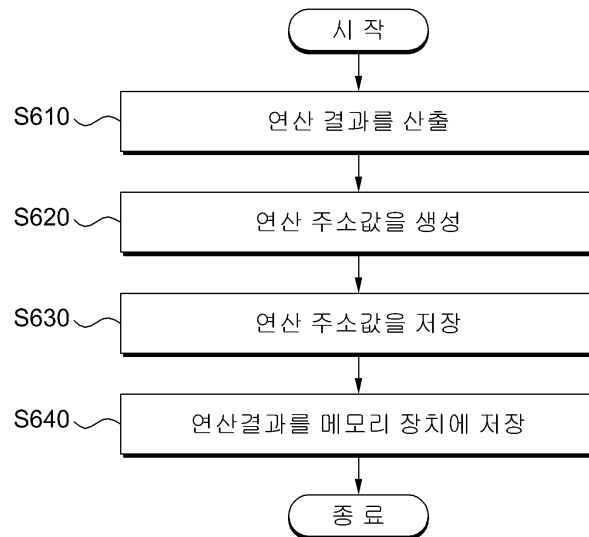 시 작
S610
연산 결과를 산출
S620
연산 주소값을 생성
S630
연산 주소값을 저장
S640
연산결과를 메모리 장치에 저장
종 료